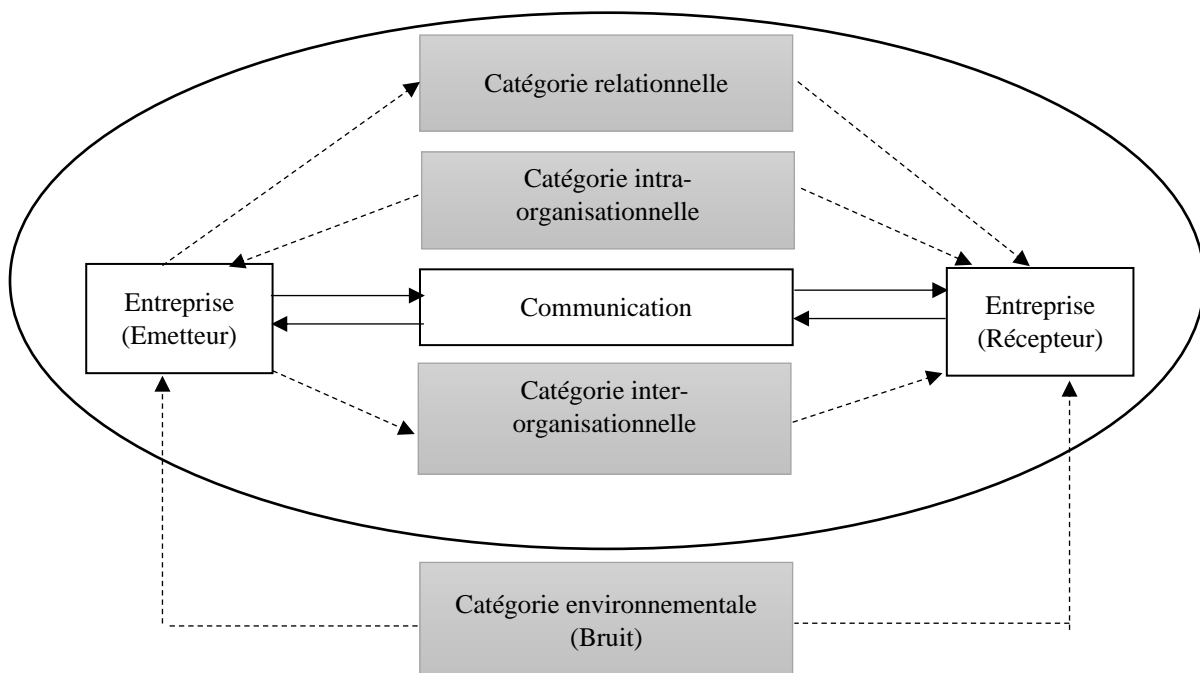 Catégorie relationnelle
Catégorie intra-
organisationnelle
Entreprise
(Emetteur)
Communication
Entreprise
(Récepteur)
Catégorie inter-
organisationnelle
Catégorie environnementale
(Bruit)